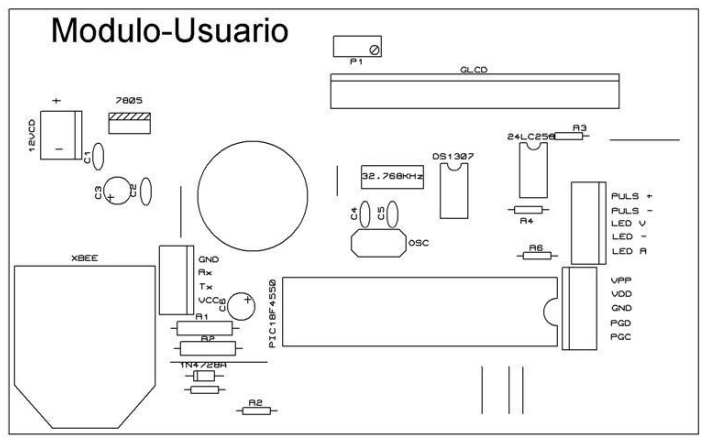 Modulo-Usuario
P1
GLCD
+
7805
12VCD
-
C1
C3
+
C2
24LC256
R3
DS1307
32.768KHz
C4
C5
OSC
R4
R6
PULS +
PULS -
LED V
LED -
LED R
XBEE
GND
Rx
Tx
VCC
C6
+
R1
R2
PIC18F4550
VPP
VDD
GND
PGD
PGC
1N4728A
R2